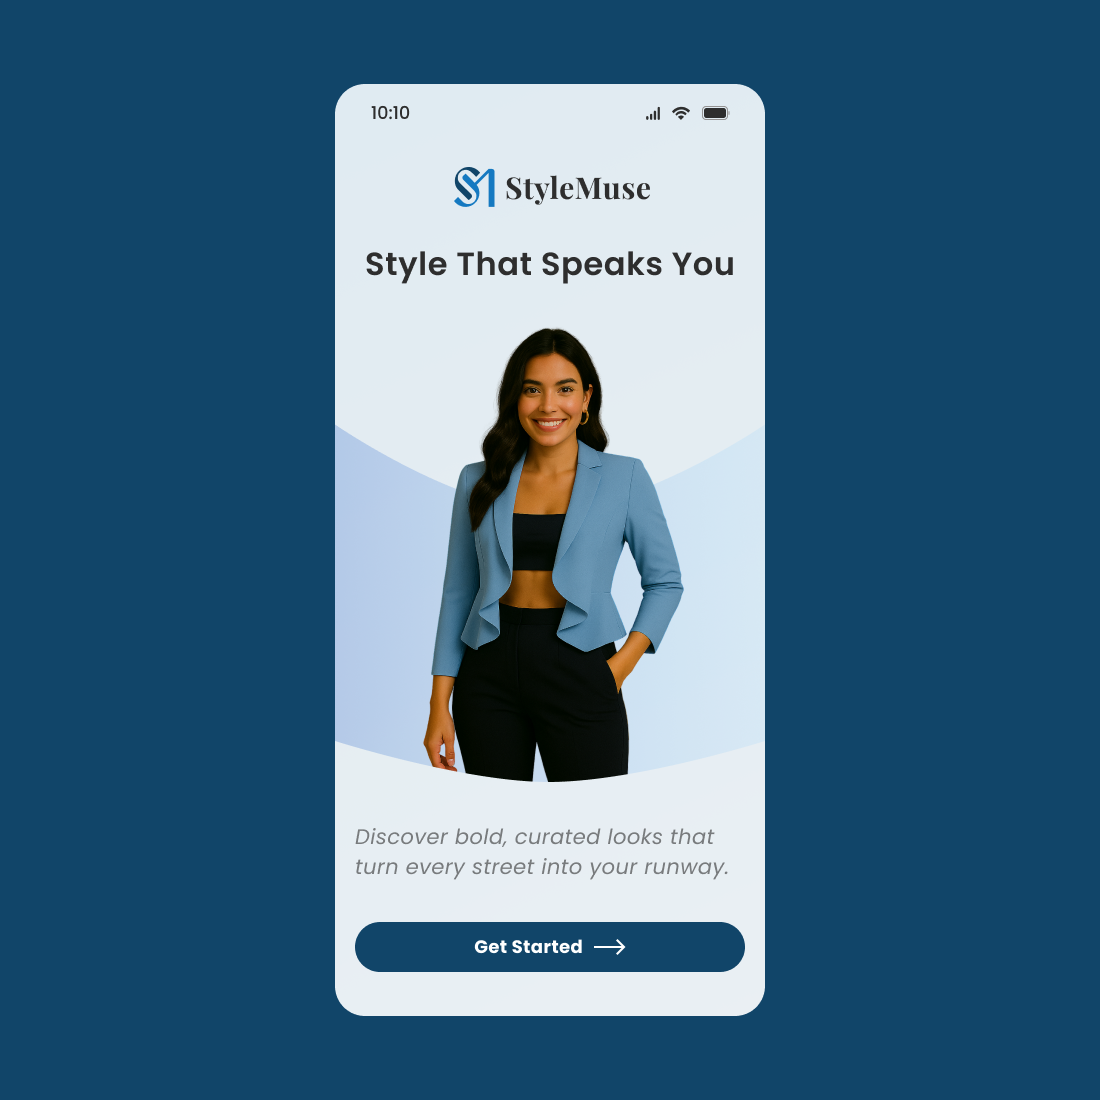 10:10
SM StyleMuse
Style That Speaks You
Discover bold, curated looks that
turn every street into your runway.
Get Started